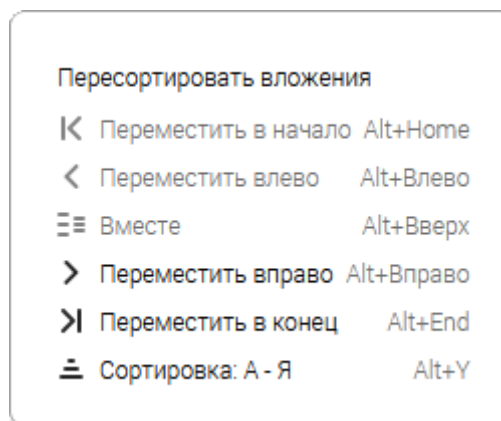 Пересортировать вложения
Переместить в начало Alt+Home
Переместить влево Alt+Влево
Вместе Alt+Вверх
Переместить вправо Alt+Вправо
Переместить в конец Alt+End
Сортировка: А - Я Alt+Y